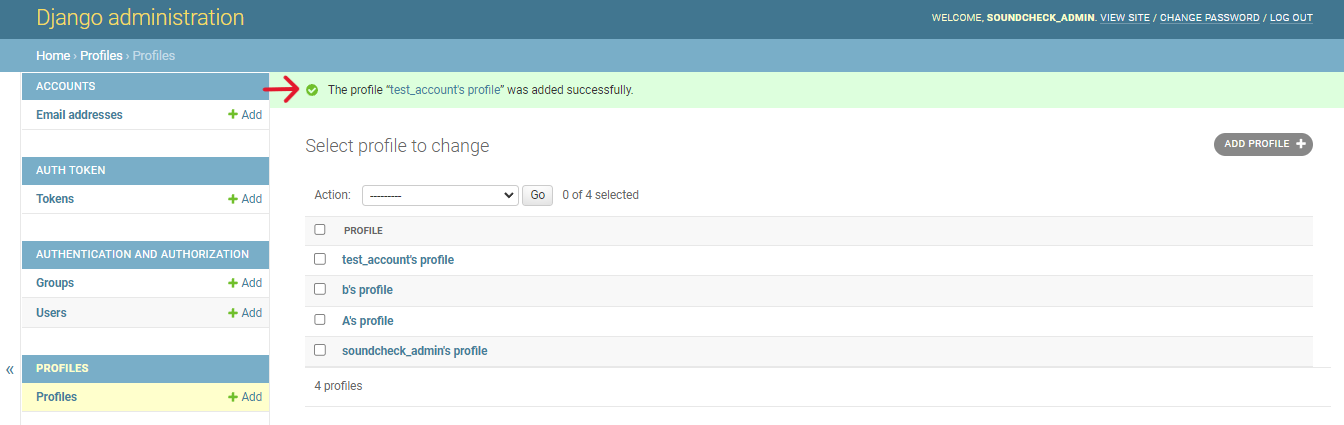 Django administration
WELCOME, SOUNDCHECK_ADMIN. VIEW SITE / CHANGE PASSWORD / LOG OUT
Home › Profiles › Profiles
ACCOUNTS
Email addresses + Add
AUTH TOKEN
Tokens + Add
AUTHENTICATION AND AUTHORIZATION
Groups + Add
Users + Add
«
PROFILES
Profiles + Add
The profile “test_account's profile” was added successfully.
Select profile to change
ADD PROFILE +
Action: --------- Go 0 of 4 selected
PROFILE
test_account's profile
b's profile
A's profile
soundcheck_admin's profile
4 profiles